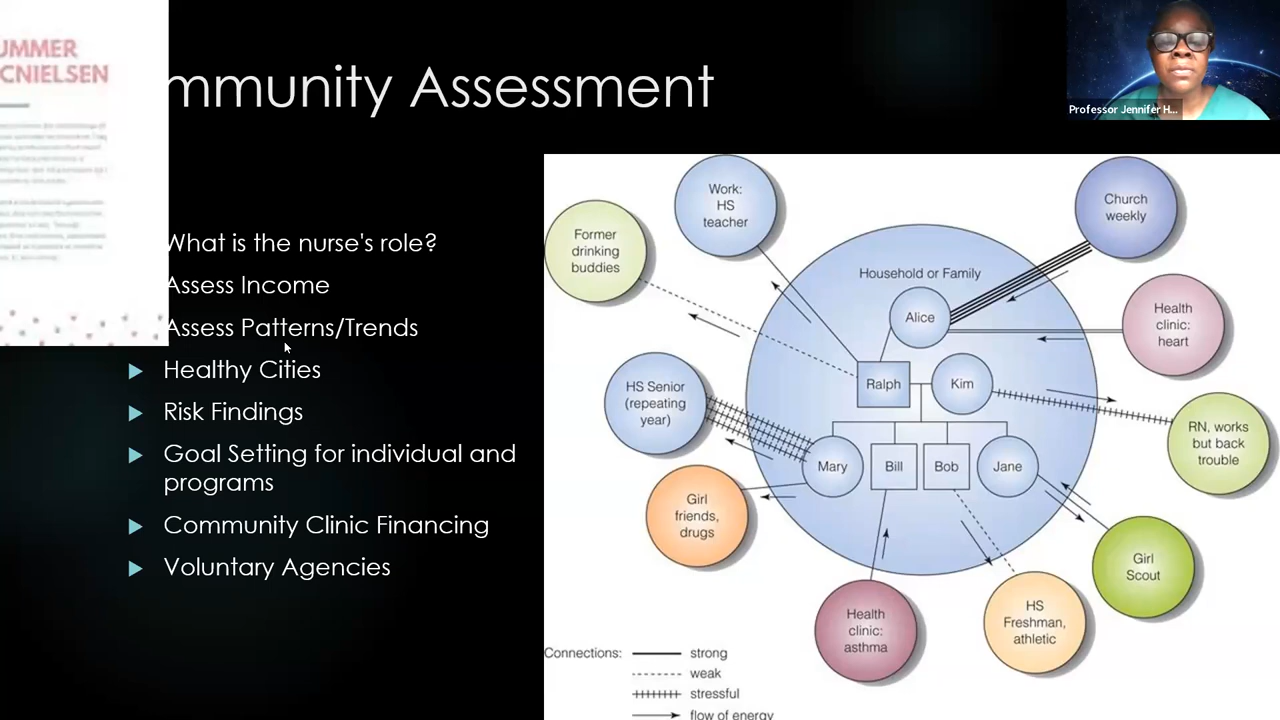 UMMER
CNIELSEN
mmunity Assessment
Professor Jennifer H...
What is the nurse's role?
Assess Income
Assess Patterns/Trends
Healthy Cities
Risk Findings
Goal Setting for individual and
programs
Community Clinic Financing
Voluntary Agencies
Former
drinking
buddies
Work:
HS
teacher
Church
weekly
Household or Family
Alice
Health
clinic:
heart
HS Senior
(repeating
year)
Ralph
Kim
RN, works
but back
trouble
Mary
Bill
Bob
Jane
Girl
friends,
drugs
Girl
Scout
Health
clinic:
asthma
HS
Freshman,
athletic
Connections:
strong
weak
stressful
flow of energy